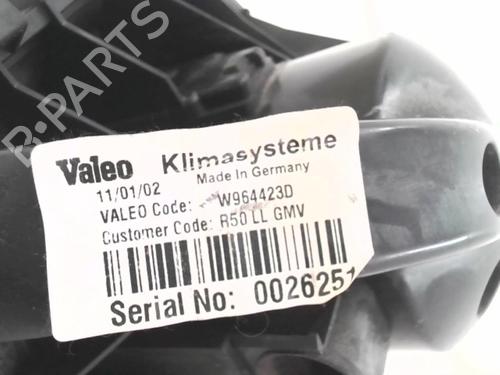 R-PARTS
Valeo Klimasysteme
Made in Germany
11/01/02
VALEO Code: W964423D
Customer Code: R50 LL GMV
Serial No: 0026251